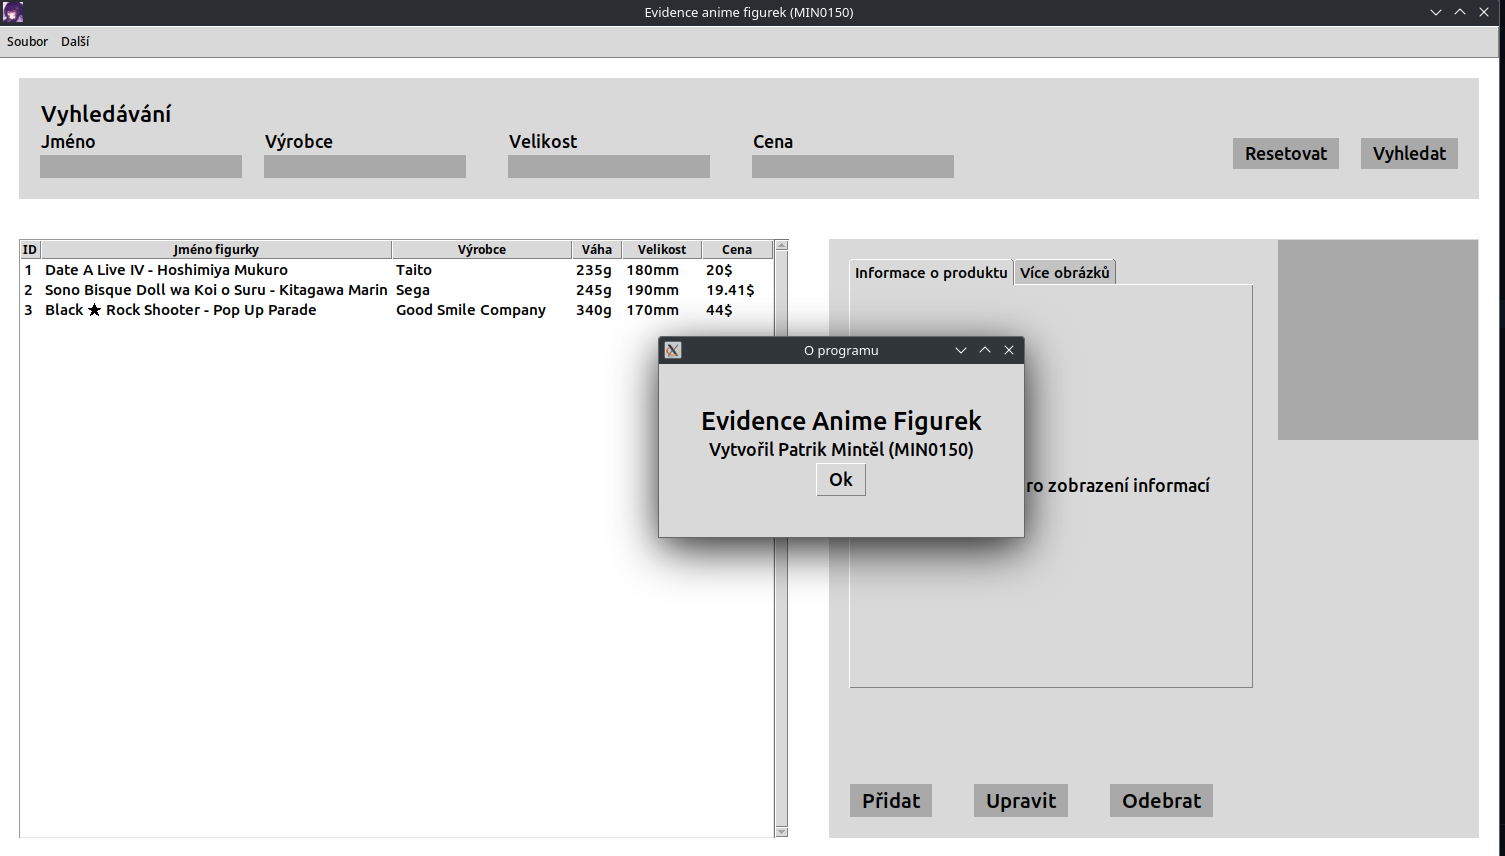 Evidence anime figurek (MIN0150)
Soubor Další
Vyhledávání
Jméno Výrobce Velikost Cena
Resetovat Vyhledat
ID Jméno figurky Výrobce Váha Velikost Cena
1 Date A Live IV - Hoshimiya Mukuro Taito 235g 180mm 20$
2 Sono Bisque Doll wa Koi o Suru - Kitagawa Marin Sega 245g 190mm 19.41$
3 Black ★ Rock Shooter - Pop Up Parade Good Smile Company 340g 170mm 44$
Informace o produktu Více obrázků
O programu
Evidence Anime Figurek
Vytvořil Patrik Mintěl (MIN0150)
Ok
zobrazení informací
Přidat Upravit Odebrat